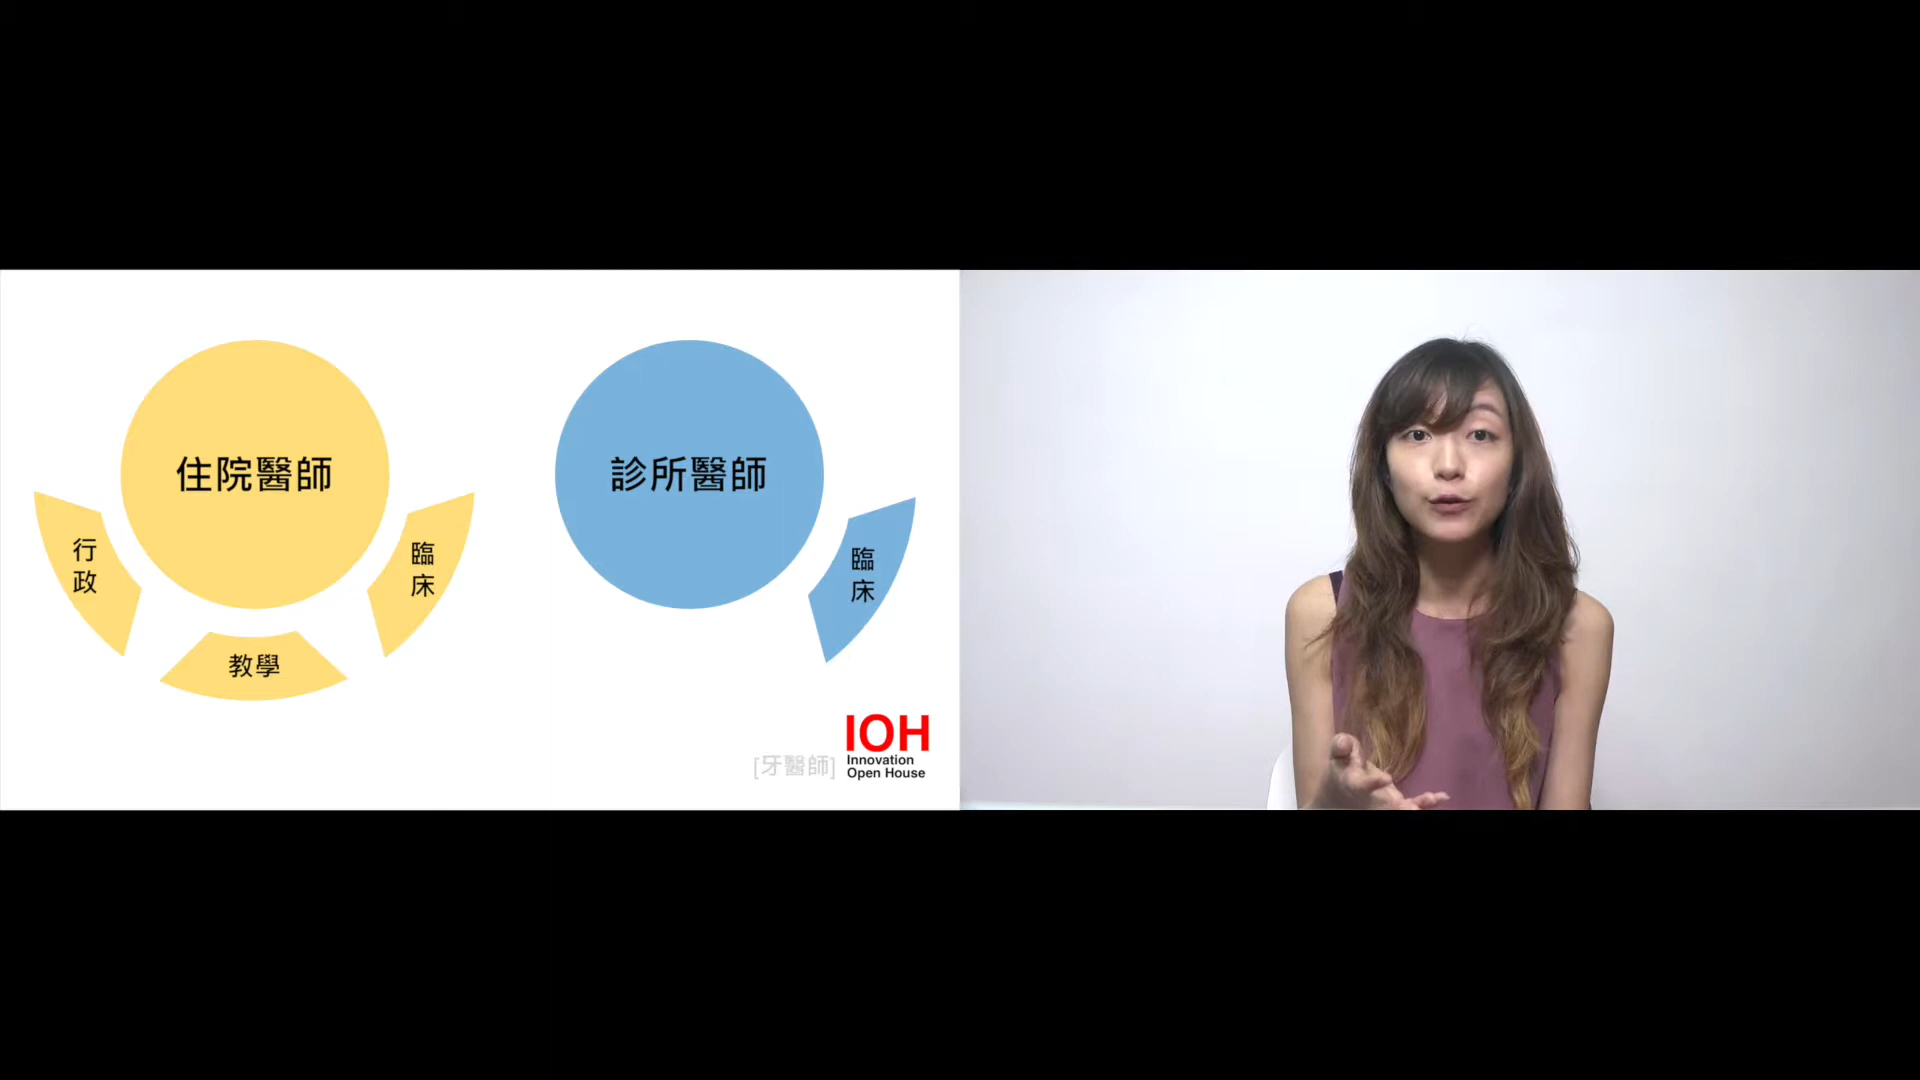 住院醫師
行政
教學
臨床
診所醫師
臨床
[牙醫師]
IOH
Innovation
Open House